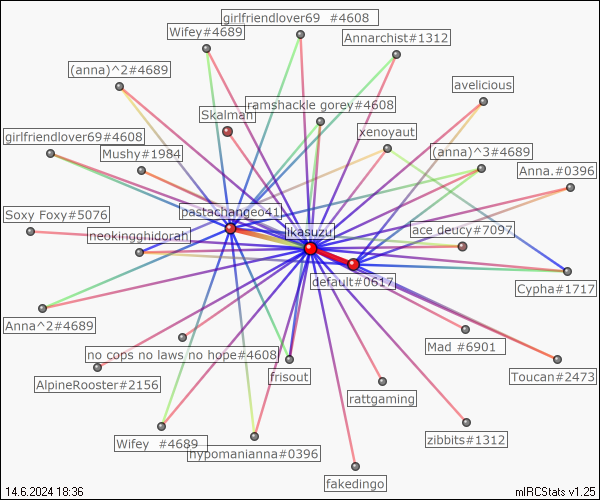 girlfriendlover69  #4608
Wifey#4689
Annarchist#1312
(anna)^2#4689
avelicious
ramshackle gorey#4608
Skalman
xenoyaut
girlfriendlover69#4608
Mushy#1984
(anna)^3#4689
Anna.#0396
Soxy Foxy#5076
pastachangeo41
ikasuzu
ace deucy#7097
neokingghidorah
default#0617
Cypha#1717
Anna^2#4689
Mad #6901
no cops no laws no hope#4608
frisout
Toucan#2473
AlpineRooster#2156
rattgaming
Wifey  #4689
zibbits#1312
hypomanianna#0396
fakedingo
14.6.2024 18:36
mIRCStats v1.25